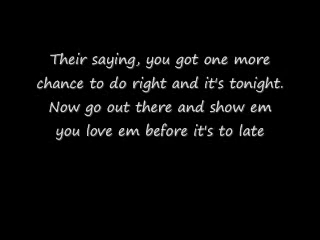 Their saying, you got one more
chance to do right and it's tonight.
Now go out there and show em
you love em before it's to late